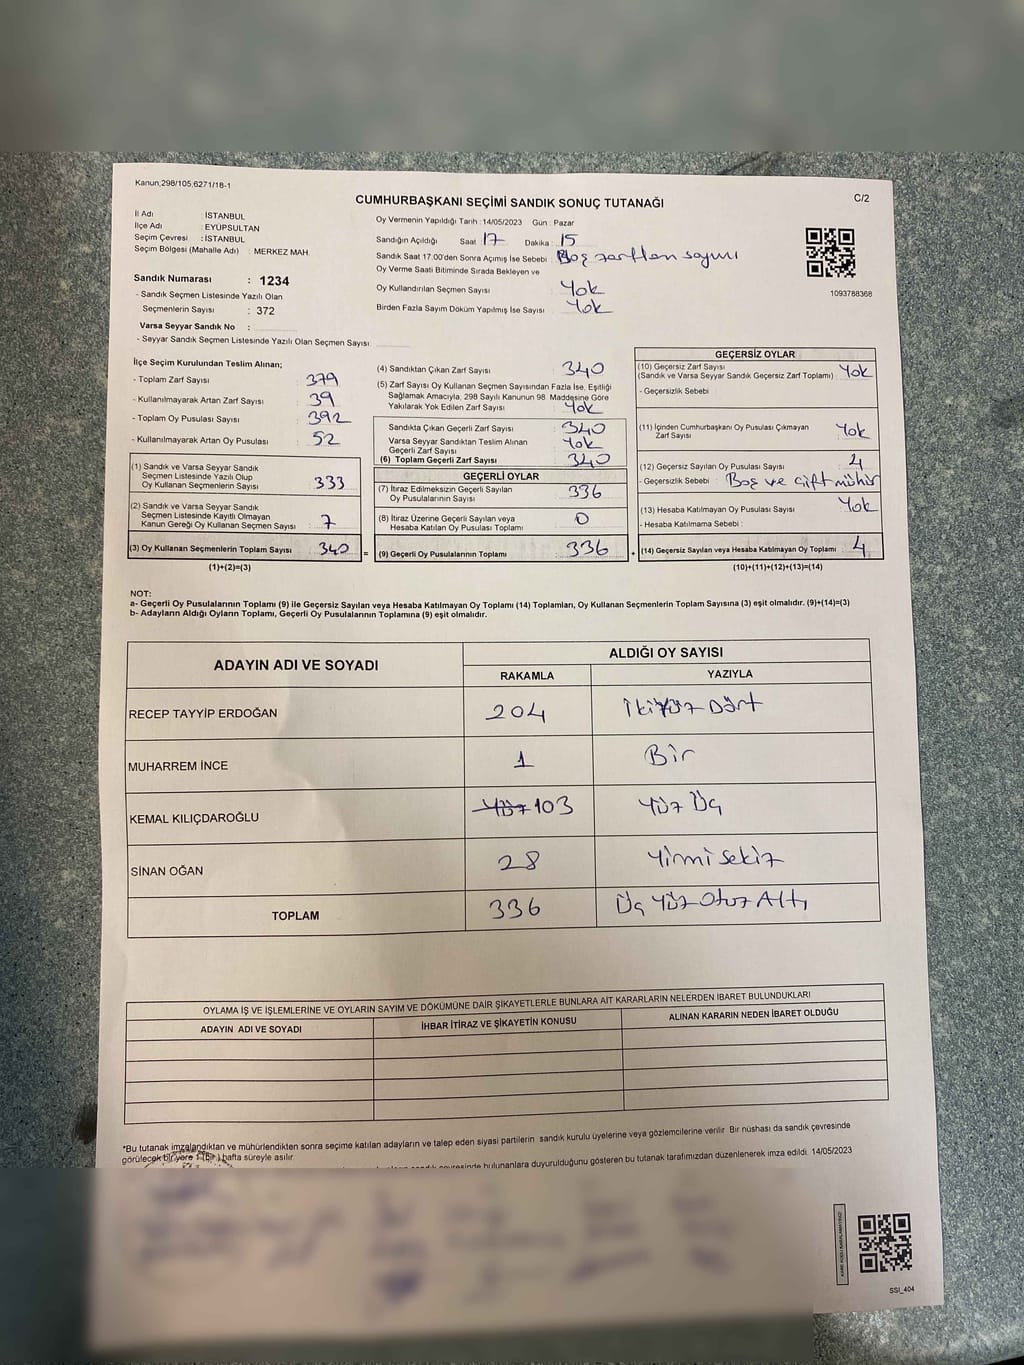 Kanun,298/105,6271/18-1
CUMHURBAŞKANI SEÇİMİ SANDIK SONUÇ TUTANAĞI
C/2
İl Adı : İSTANBUL
İlçe Adı : EYÜPSULTAN
Seçim Çevresi : İSTANBUL
Seçim Bölgesi (Mahalle Adı) : MERKEZ MAH.
Sandık Numarası : 1234
- Sandık Seçmen Listesinde Yazılı Olan
Seçmenlerin Sayısı : 372
Varsa Seyyar Sandık No :
- Seyyar Sandık Seçmen Listesinde Yazılı Olan Seçmen Sayısı:
Oy Vermenin Yapıldığı Tarih : 14/05/2023 Gün : Pazar
Sandığın Açıldığı Saat 17 Dakika : 15
Sandık Saat 17.00'den Sonra Açımış İse Sebebi : Boş zarfların sayımı
Oy Verme Saati Bitiminde Sırada Bekleyen ve
Oy Kullandırılan Seçmen Sayısı : Yok
Birden Fazla Sayım Döküm Yapılmış İse Sayısı : Yok
1093788368
İlçe Seçim Kurulundan Teslim Alınan;
- Toplam Zarf Sayısı : 379
- Kullanılmayarak Artan Zarf Sayısı : 39
- Toplam Oy Pusulası Sayısı : 392
- Kullanılmayarak Artan Oy Pusulası : 52
(1) Sandık ve Varsa Seyyar Sandık
Seçmen Listesinde Yazılı Olup
Oy Kullanan Seçmenlerin Sayısı : 333
(2) Sandık ve Varsa Seyyar Sandık
Seçmen Listesinde Kayıtlı Olmayan
Kanun Gereği Oy Kullanan Seçmen Sayısı : 7
(3) Oy Kullanan Seçmenlerin Toplam Sayısı : 340 =
(1)+(2)=(3)
(4) Sandıktan Çıkan Zarf Sayısı : 340
(5) Zarf Sayısı Oy Kullanan Seçmen Sayısından Fazla İse, Eşitliği
Sağlamak Amacıyla; 298 Sayılı Kanunun 98. Maddesine Göre
Yakılarak Yok Edilen Zarf Sayısı : Yok
Sandıkta Çıkan Geçerli Zarf Sayısı : 340
Varsa Seyyar Sandıktan Teslim Alınan
Geçerli Zarf Sayısı : Yok
(6) Toplam Geçerli Zarf Sayısı : 340
GEÇERLİ OYLAR
(7) İtiraz Edilmeksizin Geçerli Sayılan
Oy Pusulalarının Sayısı : 336
(8) İtiraz Üzerine Geçerli Sayılan veya
Hesaba Katılan Oy Pusulası Toplamı : 0
(9) Geçerli Oy Pusulalarının Toplamı : 336 +
GEÇERSİZ OYLAR
(10) Geçersiz Zarf Sayısı
(Sandık ve Varsa Seyyar Sandık Geçersiz Zarf Toplamı) : Yok
- Geçersizlik Sebebi :
(11) İçinden Cumhurbaşkanı Oy Pusulası Çıkmayan
Zarf Sayısı : Yok
(12) Geçersiz Sayılan Oy Pusulası Sayısı : 4
- Geçersizlik Sebebi : Boş ve çift mühür
(13) Hesaba Katılmayan Oy Pusulası Sayısı : Yok
- Hesaba Katılmama Sebebi :
(14) Geçersiz Sayılan veya Hesaba Katılmayan Oy Toplamı : 4
(10)+(11)+(12)+(13)=(14)
NOT:
a- Geçerli Oy Pusulalarının Toplamı (9) ile Geçersiz Sayılan veya Hesaba Katılmayan Oy Toplamı (14) Toplamları, Oy Kullanan Seçmenlerin Toplam Sayısına (3) eşit olmalıdır. (9)+(14)=(3)
b- Adayların Aldığı Oyların Toplamı, Geçerli Oy Pusulalarının Toplamına (9) eşit olmalıdır.
ADAYIN ADI VE SOYADI
ALDIĞI OY SAYISI
RAKAMLA YAZIYLA
RECEP TAYYİP ERDOĞAN 204 İkiyüz Dört
MUHARREM İNCE 1 Bir
KEMAL KILIÇDAROĞLU Yüz 103 Yüz Üç
SİNAN OĞAN 28 Yirmi sekiz
TOPLAM 336 Üç Yüz Otuz Altı
OYLAMA İŞ VE İŞLEMLERİNE VE OYLARIN SAYIM VE DÖKÜMÜNE DAİR ŞİKAYETLERLE BUNLARA AİT KARARLARIN NELERDEN İBARET BULUNDUKLARI
ADAYIN ADI VE SOYADI İHBAR İTİRAZ VE ŞİKAYETİN KONUSU ALINAN KARARIN NEDEN İBARET OLDUĞU
*Bu tutanak imzalandıktan ve mühürlendikten sonra seçime katılan adayların ve talep eden siyasi partilerin sandık kurulu üyelerine veya gözlemcilerine verilir. Bir nüshası da sandık çevresinde
görülecek bir yere 1 (bir) hafta süreyle asılır.
bulunanlara duyurulduğunu gösteren bu tutanak tarafımızdan düzenlenerek imza edildi. 14/05/2023
SSI_404